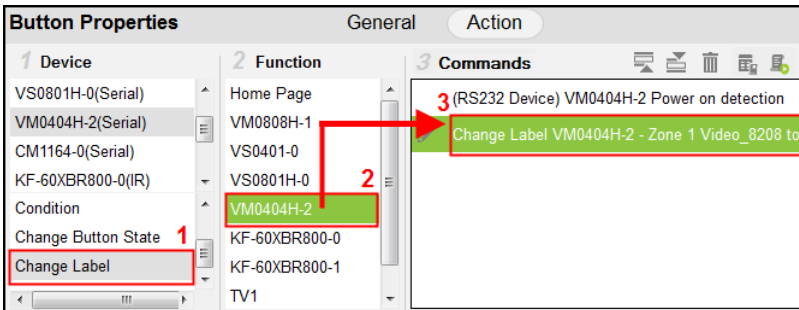 Button Properties General Action
1 Device 2 Function 3 Commands
VS0801H-0(Serial)
VM0404H-2(Serial)
CM1164-0(Serial)
KF-60XBR800-0(IR)
Condition
Change Button State 1
Change Label
Home Page
VM0808H-1
VS0401-0
VS0801H-0 2
VM0404H-2
KF-60XBR800-0
KF-60XBR800-1
TV1
3 (RS232 Device) VM0404H-2 Power on detection
Change Label VM0404H-2 - Zone 1 Video_8208 to